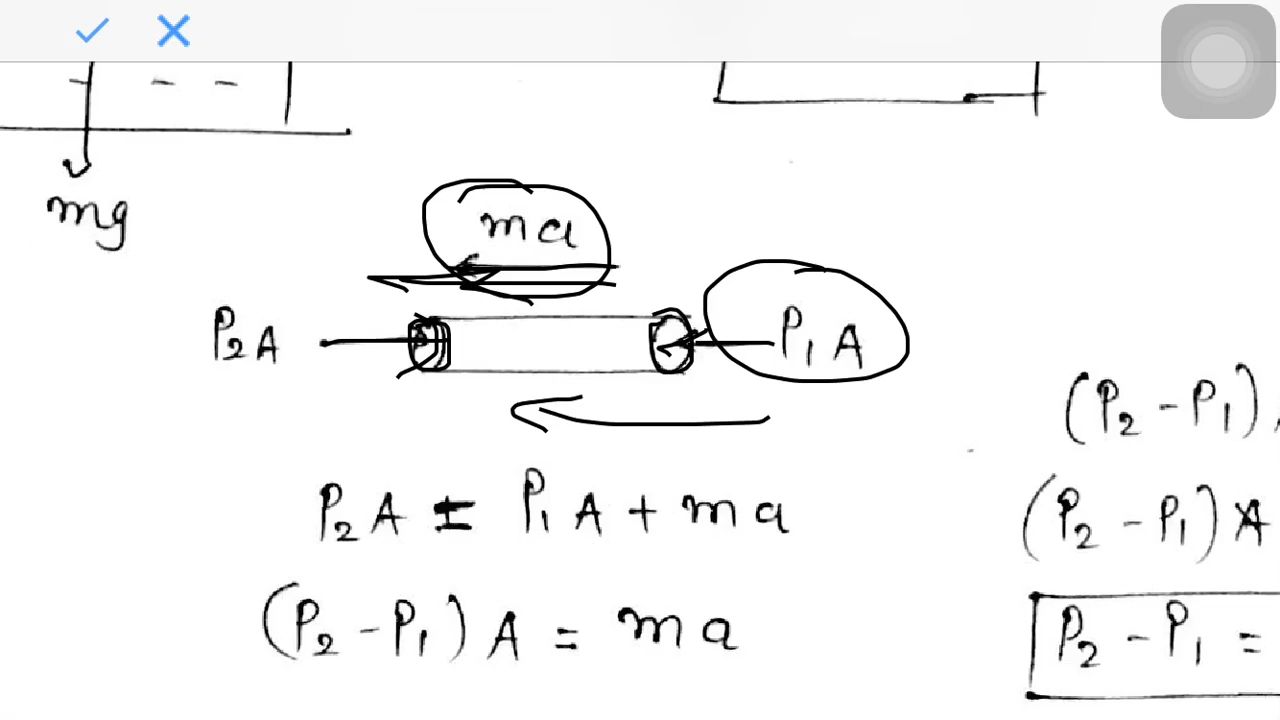 mg
ma
P₂A
P₁A
P₂A = P₁A + ma
(P₂ - P₁)A = ma
(P₂ - P₁)
(P₂ - P₁)A
P₂ - P₁ =